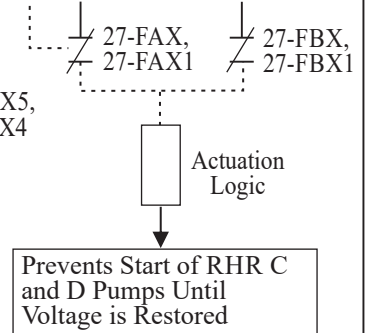 27-FAX,
27-FAX1
27-FBX,
27-FBX1
X5,
X4
Actuation
Logic
Prevents Start of RHR C
and D Pumps Until
Voltage is Restored